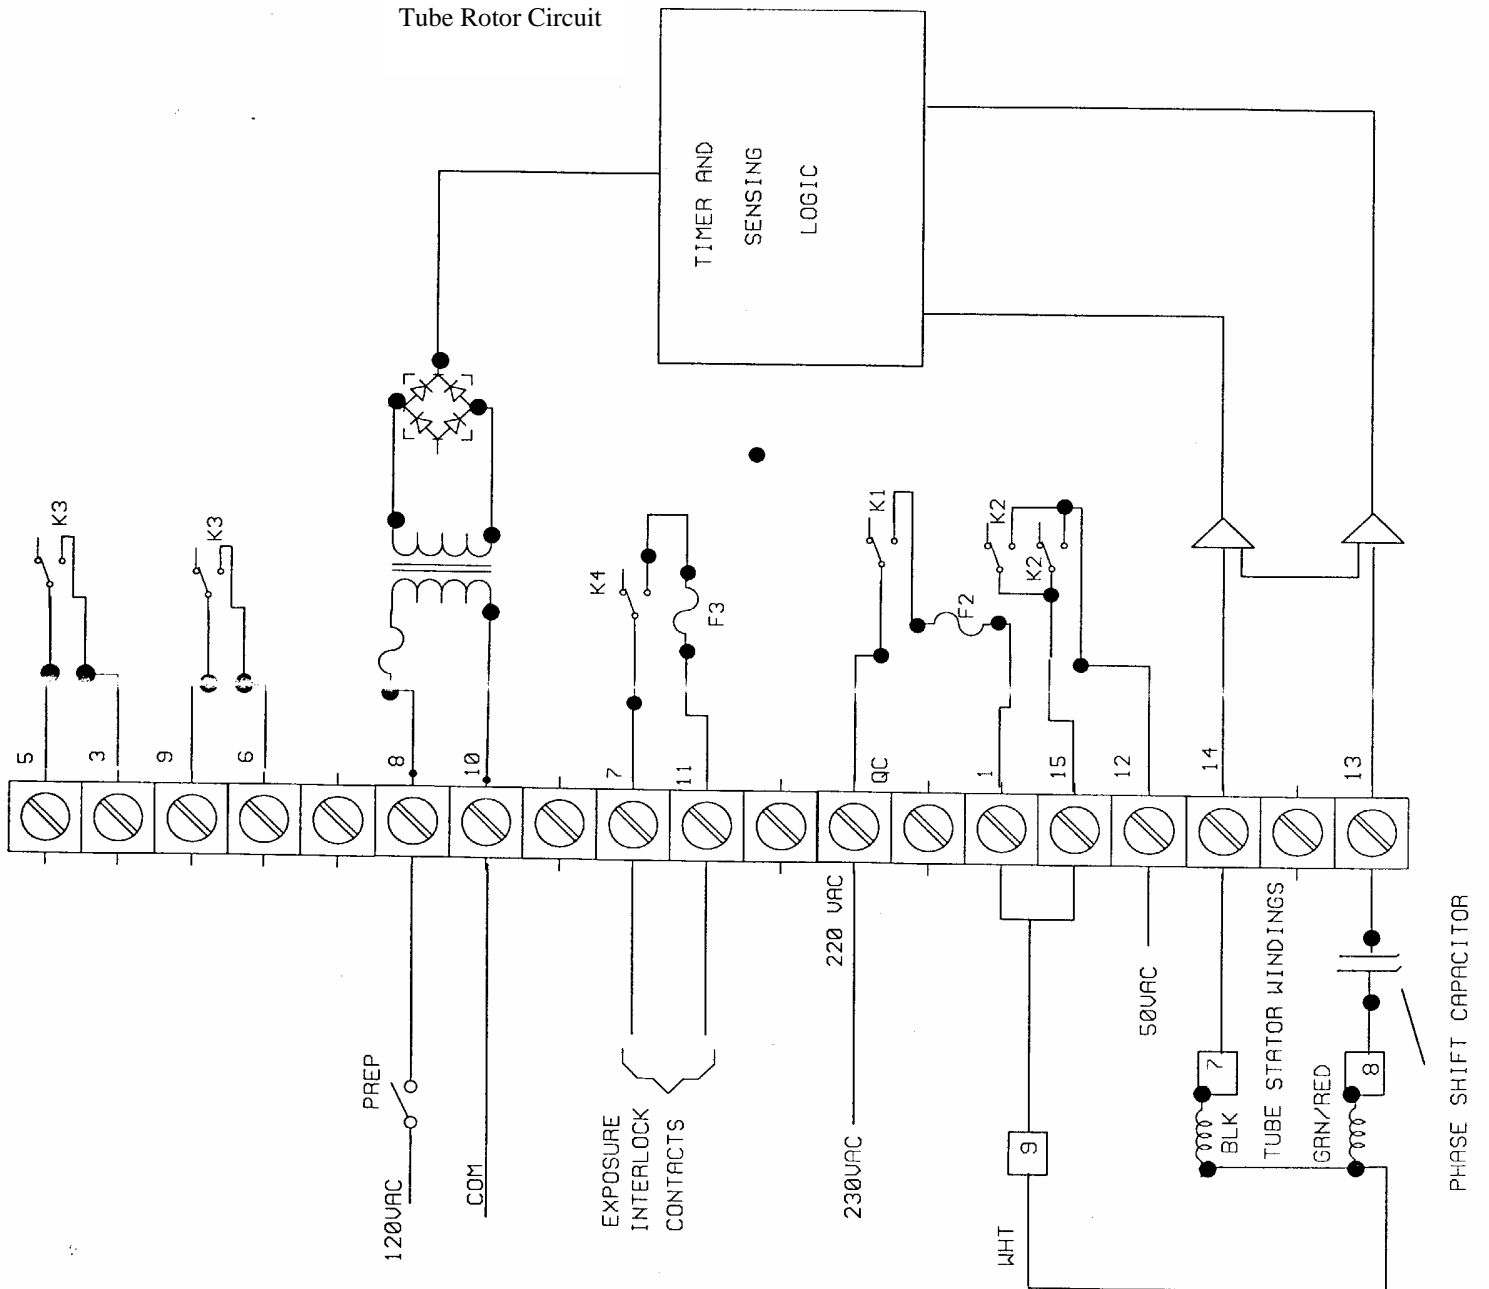 Tube Rotor Circuit
TIMER AND
SENSING
LOGIC
K3
K3
K4
F3
K1
F2
K2
K2
5
3
9
6
8
10
7
11
QC
1
15
12
14
13
220 VAC
PREP
120VAC
COM
EXPOSURE
INTERLOCK
CONTACTS
230VAC
9
WHT
50VAC
7
BLK
TUBE STATOR WINDINGS
GRN/RED
8
PHASE SHIFT CAPACITOR